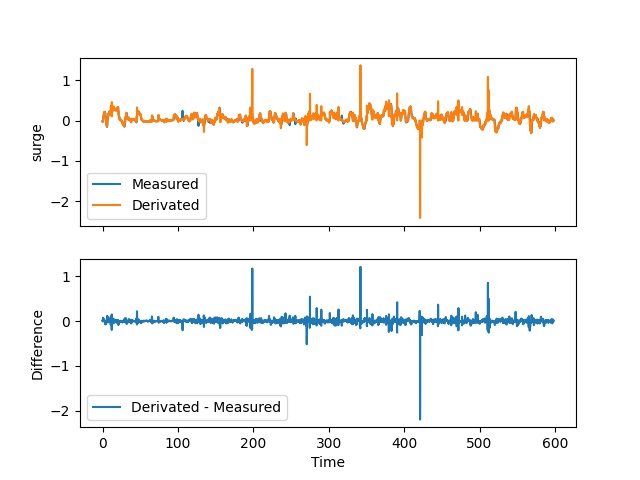 1
0
−1
−2
surge
Measured
Derivated
1
0
−1
−2
Difference
Derivated - Measured
0
100
200
300
400
500
600
Time